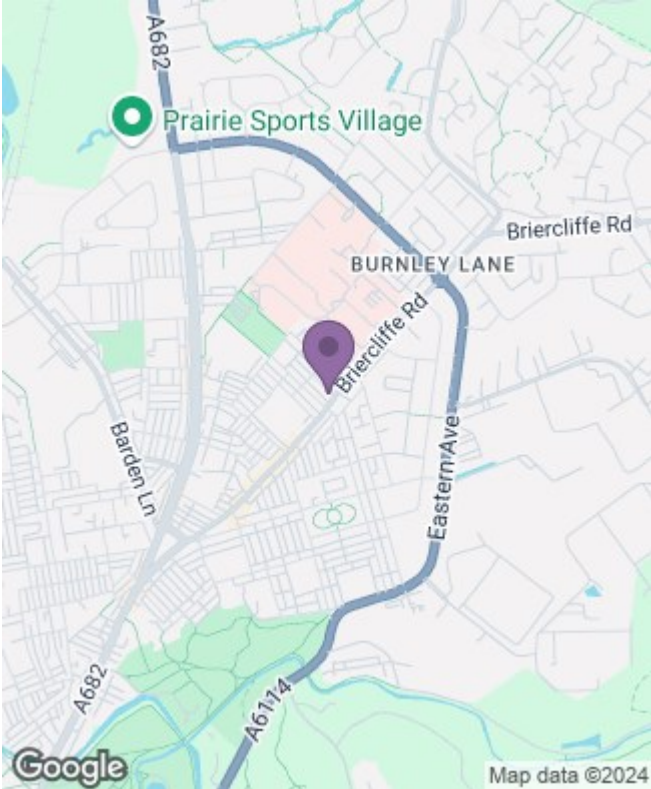 A682
Prairie Sports Village
Briercliffe Rd
BURNLEY LANE
Briercliffe Rd
Barden Ln
Eastern Ave
A682
A6114
Google
Map data ©2024